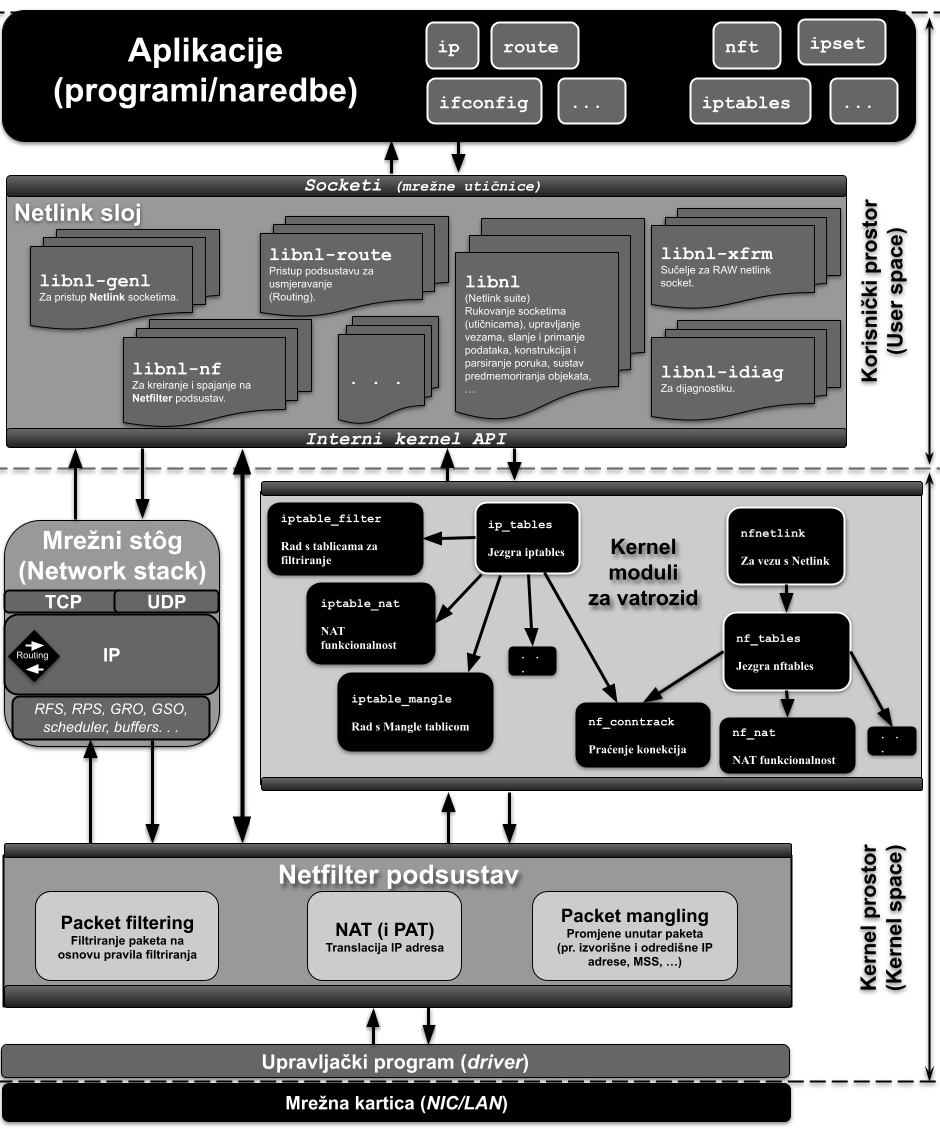 Aplikacije
(programi/naredbe)
ip
route
nft
ipset
ifconfig
...
iptables
...
Socketi (mrežne utičnice)
Netlink sloj
libnl-genl
Za pristup Netlink socketima.
libnl-route
Pristup podsustavu za
usmjeravanje
(Routing).
libnl
(Netlink suite)
Rukovanje socketima
(utičnicama), upravljanje
vezama, slanje i primanje
podataka, konstrukcija i
parsiranje poruka, sustav
predmemoriranja objekata,
...
libnl-xfrm
Sučelje za RAW netlink
socket.
libnl-nf
Za kreiranje i spajanje na
Netfilter podsustav.
. . .
libnl-idiag
Za dijagnostiku.
Interni kernel API
Korisnički prostor
(User space)
Mrežni stôg
(Network stack)
TCP
UDP
Routing
IP
RFS, RPS, GRO, GSO,
scheduler, buffers. . .
iptable_filter
Rad s tablicama za
filtriranje
ip_tables
Jezgra iptables
Kernel
moduli
za vatrozid
nfnetlink
Za vezu s Netlink
iptable_nat
NAT
funkcionalnost
. .
.
nf_tables
Jezgra nftables
iptable_mangle
Rad s Mangle tablicom
nf_conntrack
Praćenje konekcija
nf_nat
NAT funkcionalnost
. .
.
Netfilter podsustav
Packet filtering
Filtriranje paketa na
osnovu pravila filtriranja
NAT (i PAT)
Translacija IP adresa
Packet mangling
Promjene unutar paketa
(pr. izvorišne i odredišne IP
adrese, MSS, ...)
Kernel prostor
(Kernel space)
Upravljački program (driver)
Mrežna kartica (NIC/LAN)